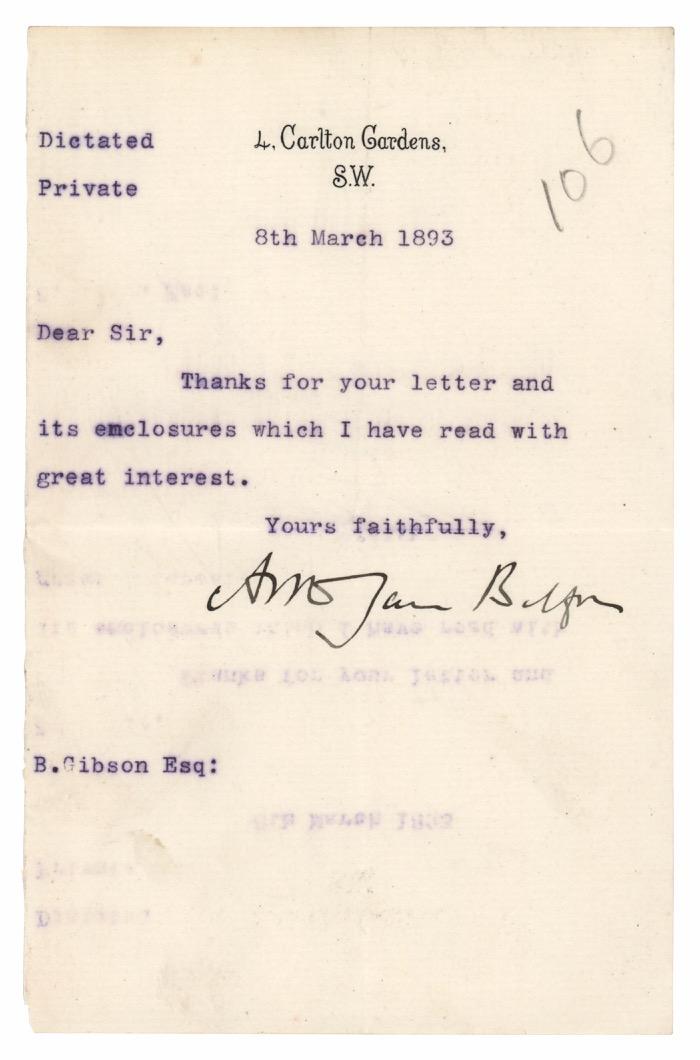 Dictated
4, Carlton Gardens,
Private
S.W.
106
8th March 1893
Dear Sir,
Thanks for your letter and
its emclosures which I have read with
great interest.
Yours faithfully,
Arthur James Balfour
B.Gibson Esq: